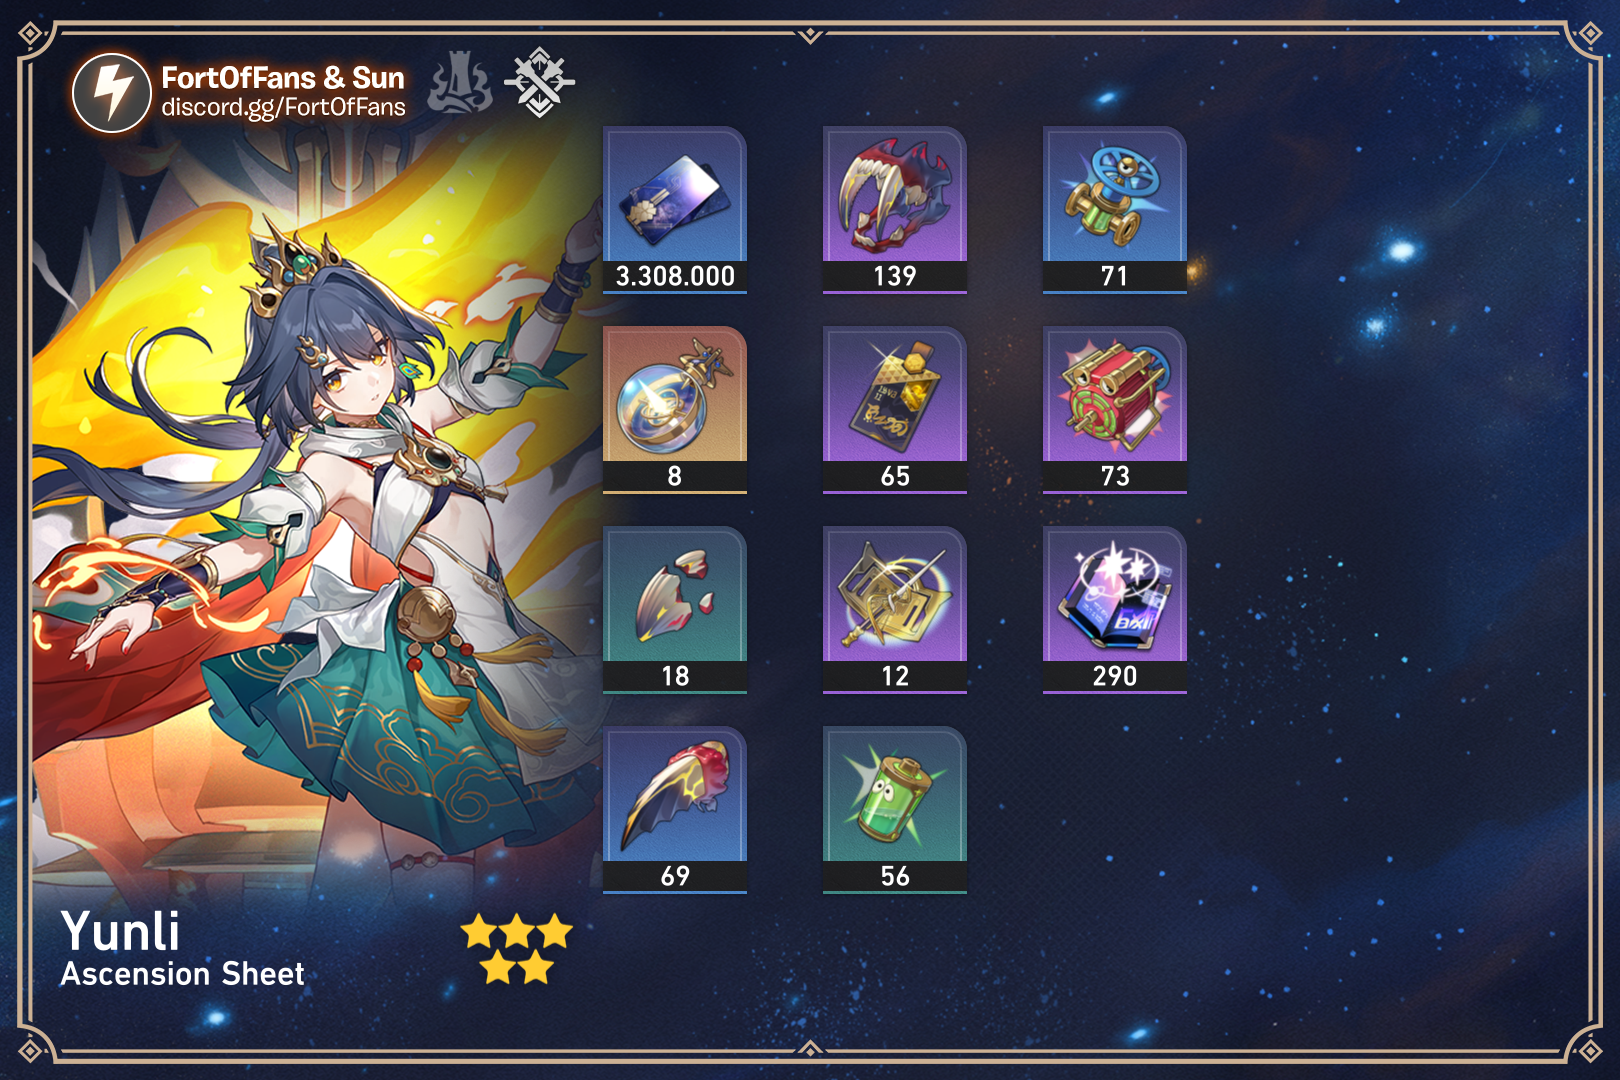 FortOfFans & Sun
discord.gg/FortOfFans
3.308.000
139
71
8
65
73
18
12
290
69
56
Yunli
Ascension Sheet